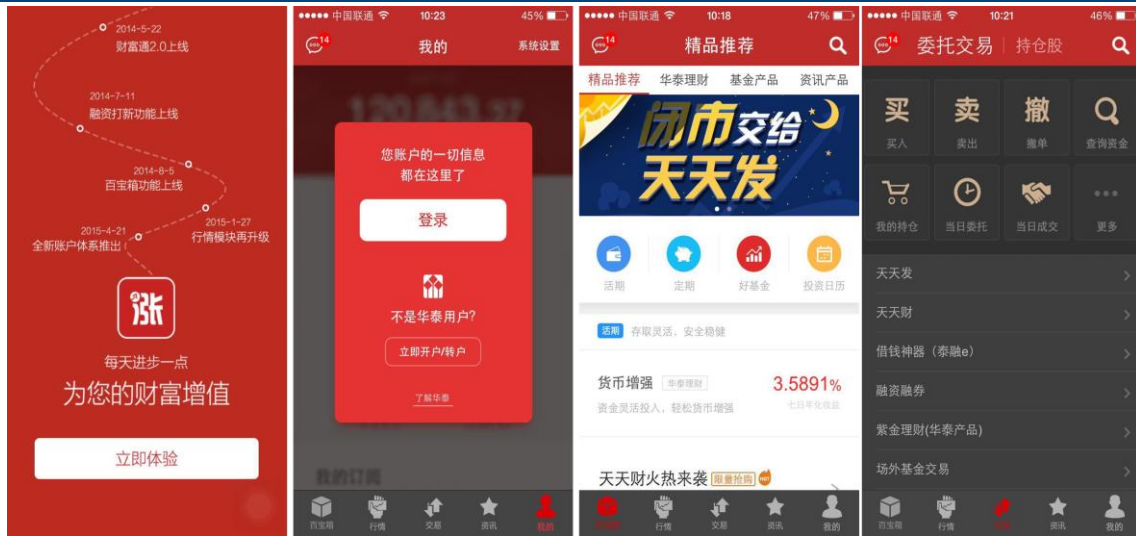 2014-5-22
财富通2.0上线
2014-7-11
融资打新功能上线
2014-8-5
百宝箱功能上线
2015-1-27
行情模块再升级
2015-4-21
全新账户体系推出
涨
每天进步一点
为您的财富增值
立即体验
中国联通 10:23 45%
14
我的
系统设置
您账户的一切信息
都在这里了
登录
不是华泰用户?
立即开户/转户
了解华泰
我的订阅
百宝箱 行情 交易 资讯 我的
中国联通 10:18 47%
14
精品推荐
精品推荐 华泰理财 基金产品 资讯产品
闭市交给
天天发
活期 定期 好基金 投资日历
活期 存取灵活，安全稳健
货币增强 华泰理财 3.5891%
资金灵活投入，轻松货币增强 七日年化收益
天天财火热来袭 限量抢购 HOT
行情 交易 资讯 我的
中国联通 10:21 46%
14
委托交易 持仓股
买 卖 撤
买入 卖出 撤单 查询资金
我的持仓 当日委托 当日成交 更多
天天发
天天财
借钱神器（泰融e）
融资融券
紫金理财(华泰产品)
场外基金交易
百宝箱 行情 交易 资讯 我的